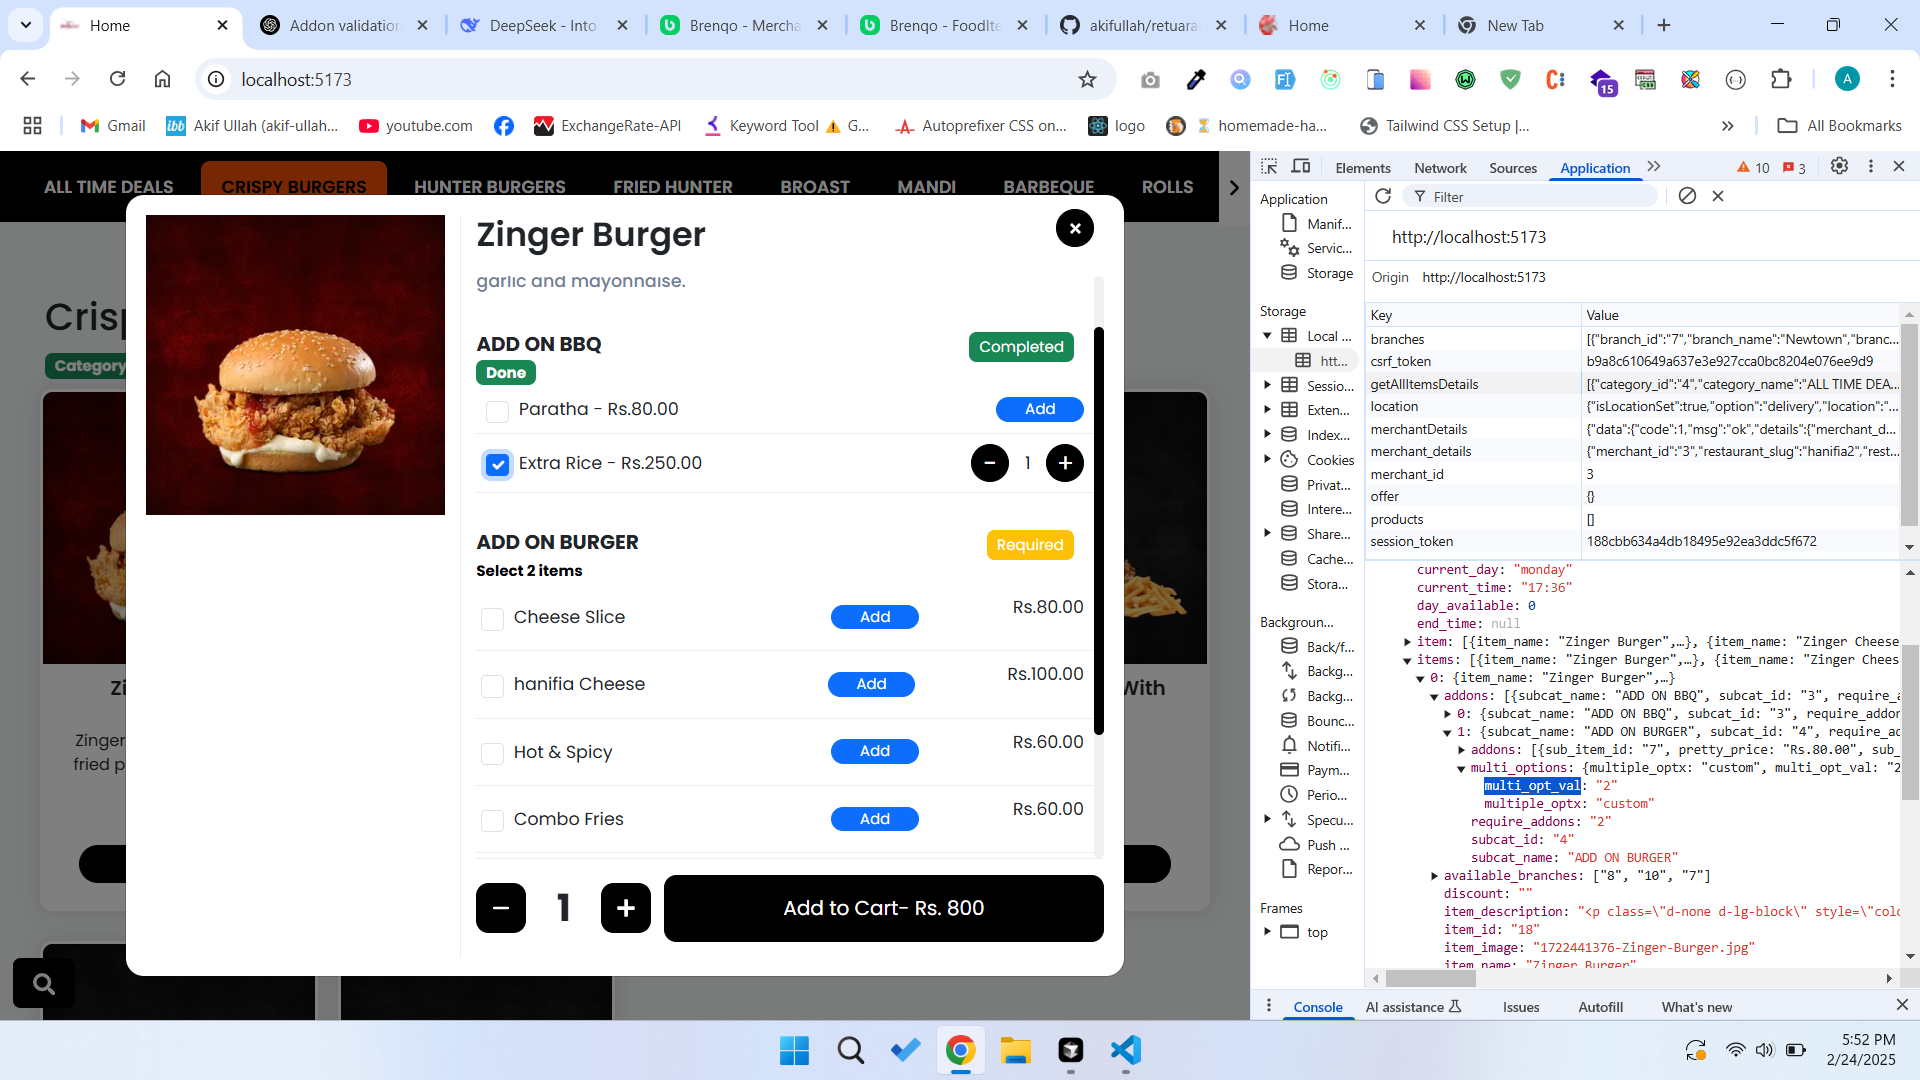 Home
Addon validation
DeepSeek - Into
Brenqo - Mercha
Brenqo - FoodIte
akifullah/retuara
Home
New Tab
localhost:5173
15
A
Gmail
Akif Ullah (akif-ullah...
youtube.com
ExchangeRate-API
Keyword Tool ⚠ G...
Autoprefixer CSS on...
logo
homemade-ha...
Tailwind CSS Setup |...
All Bookmarks
ALL TIME DEALS
CRISPY BURGERS
HUNTER BURGERS
FRIED HUNTER
BROAST
MANDI
BARBEQUE
ROLLS
Crisp
Category
Zi
Zinger
fried p
With
Zinger Burger
garlic and mayonnaise.
ADD ON BBQ
Completed
Done
Paratha - Rs.80.00
Add
Extra Rice - Rs.250.00
- 1 +
ADD ON BURGER
Required
Select 2 items
Cheese Slice
Add
Rs.80.00
hanifia Cheese
Add
Rs.100.00
Hot & Spicy
Add
Rs.60.00
Combo Fries
Add
Rs.60.00
- 1 +
Add to Cart- Rs. 800
Elements
Network
Sources
Application
10
3
Application
Manif...
Servic...
Storage
Storage
Local ...
htt...
Sessio...
Exten...
Index...
Cookies
Privat...
Intere...
Share...
Cache...
Stora...
Backgroun...
Back/f...
Backg...
Backg...
Bounc...
Notifi...
Paym...
Perio...
Specu...
Push ...
Repor...
Frames
top
Filter
http://localhost:5173
Origin http://localhost:5173
Key Value
branches [{"branch_id":"7","branch_name":"Newtown","branc...
csrf_token b9a8c610649a637e3e927cca0bc8204e076ee9d9
getAllItemsDetails [{"category_id":"4","category_name":"ALL TIME DEA...
location {"isLocationSet":true,"option":"delivery","location":"...
merchantDetails {"data":{"code":1,"msg":"ok","details":{"merchant_d...
merchant_details {"merchant_id":"3","restaurant_slug":"hanifia2","rest...
merchant_id 3
offer {}
products []
session_token 188cbb634a4db18495e92ea3ddc5f672
current_day: "monday"
current_time: "17:36"
day_available: 0
end_time: null
item: [{item_name: "Zinger Burger",…}, {item_name: "Zinger Cheese
items: [{item_name: "Zinger Burger",…}, {item_name: "Zinger Chees
0: {item_name: "Zinger Burger",…}
addons: [{subcat_name: "ADD ON BBQ", subcat_id: "3", require_a
0: {subcat_name: "ADD ON BBQ", subcat_id: "3", require_addon
1: {subcat_name: "ADD ON BURGER", subcat_id: "4", require_ad
addons: [{sub_item_id: "7", pretty_price: "Rs.80.00", sub_
multi_options: {multiple_optx: "custom", multi_opt_val: "2
multi_opt_val: "2"
multiple_optx: "custom"
require_addons: "2"
subcat_id: "4"
subcat_name: "ADD ON BURGER"
available_branches: ["8", "10", "7"]
discount: ""
item_description: "<p class=\"d-none d-lg-block\" style=\"colo
item_id: "18"
item_image: "1722441376-Zinger-Burger.jpg"
item_name: "Zinger Burger"
Console
AI assistance
Issues
Autofill
What's new
5:52 PM
2/24/2025